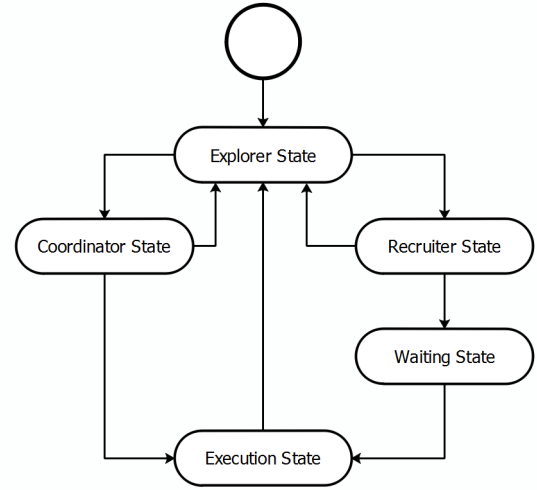 Explorer State
Coordinator State
Recruiter State
Waiting State
Execution State